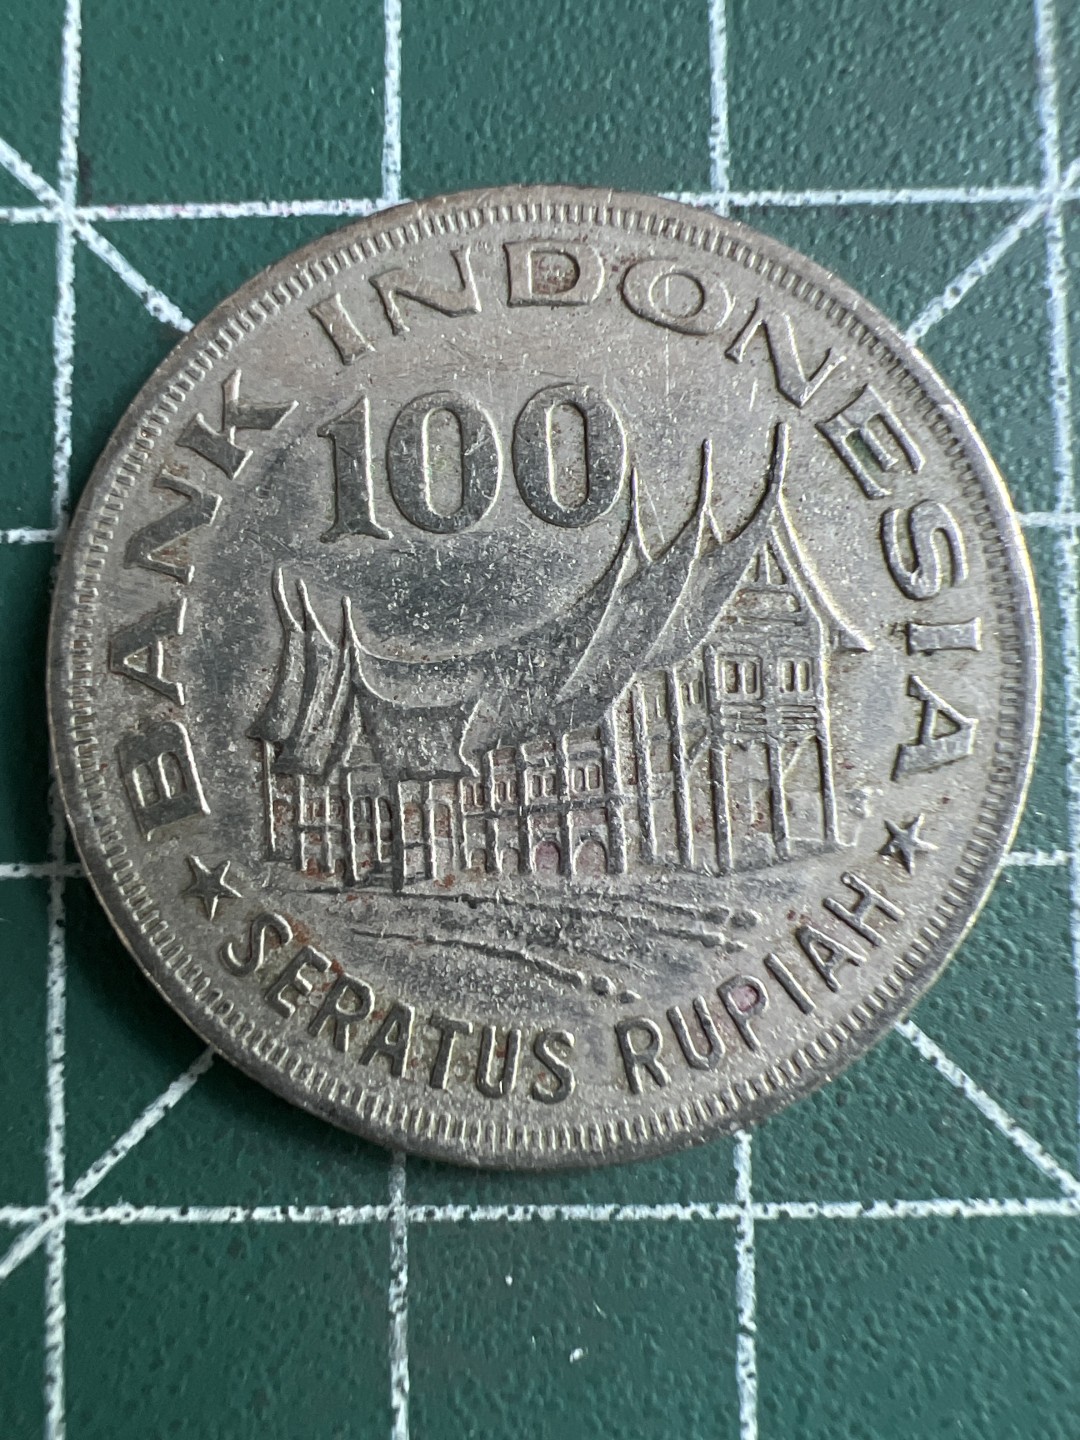 BANK INDONESIA
100
SERATUS RUPIAH